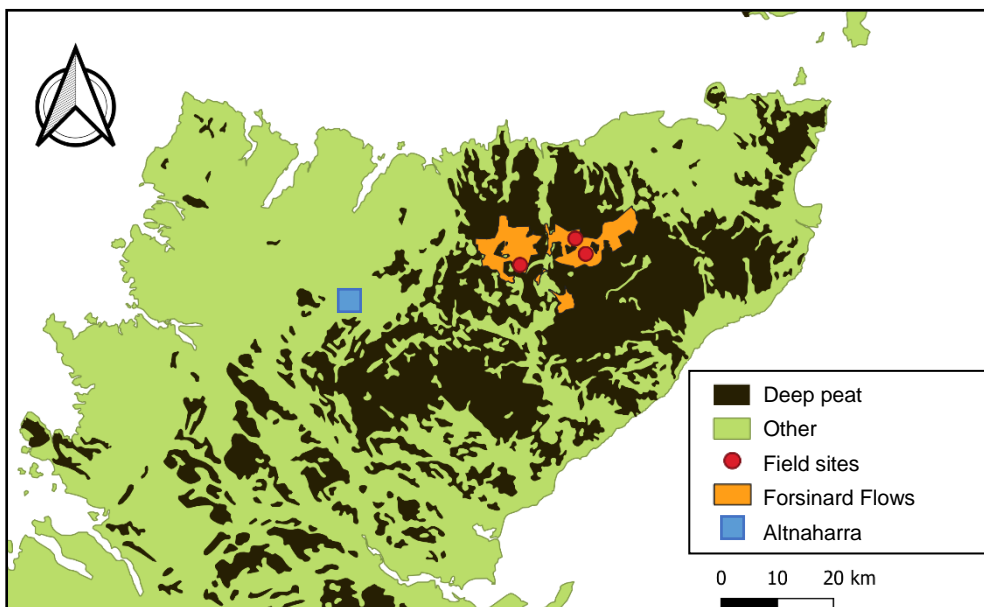 Deep peat
Other
Field sites
Forsinard Flows
Altnaharra
0 10 20 km